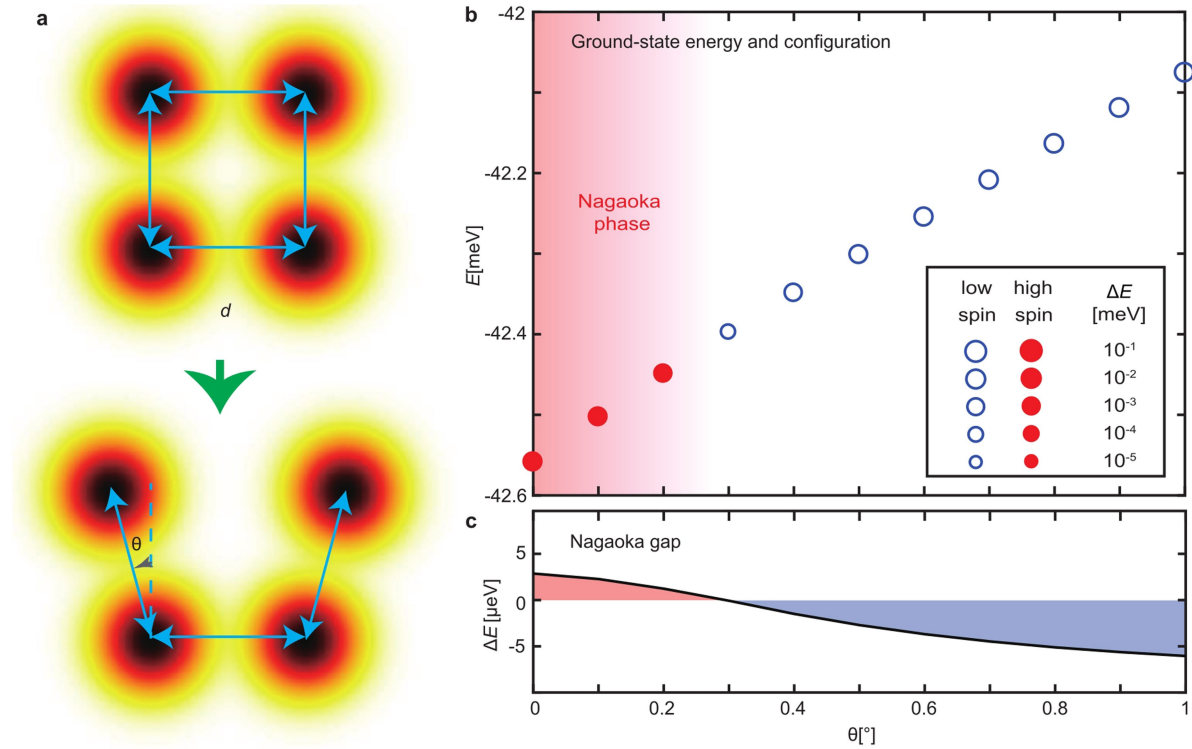 a
d
θ
b
Ground-state energy and configuration
Nagaoka
phase
E[meV]
-42
-42.2
-42.4
-42.6
low high ΔE
spin spin [meV]
10⁻¹
10⁻²
10⁻³
10⁻⁴
10⁻⁵
c
Nagaoka gap
ΔE[µeV]
5
0
-5
0 0.2 0.4 0.6 0.8 1
θ[°]